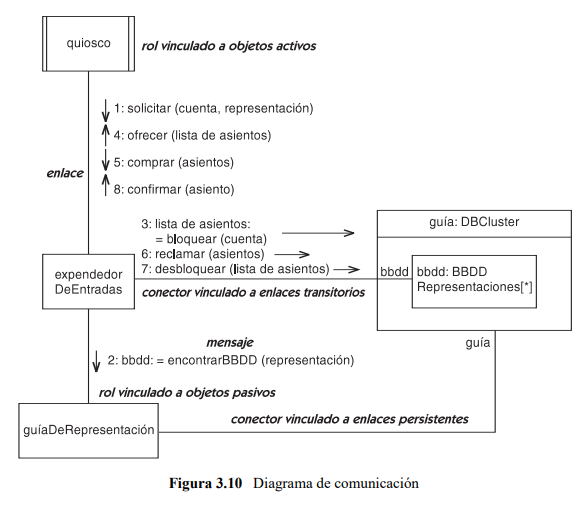 quiosco
rol vinculado a objetos activos
1: solicitar (cuenta, representación)
4: ofrecer (lista de asientos)
5: comprar (asientos)
enlace
8: confirmar (asiento)
3: lista de asientos:
= bloquear (cuenta)
6: reclamar (asientos)
7: desbloquear (lista de asientos)
guía: DBCluster
expendedor
DeEntradas
bbdd
bbdd: BBDD
Representaciones[*]
conector vinculado a enlaces transitorios
mensaje
guía
2: bbdd: = encontrarBBDD (representación)
rol vinculado a objetos pasivos
guíaDeRepresentación
conector vinculado a enlaces persistentes
Figura 3.10 Diagrama de comunicación